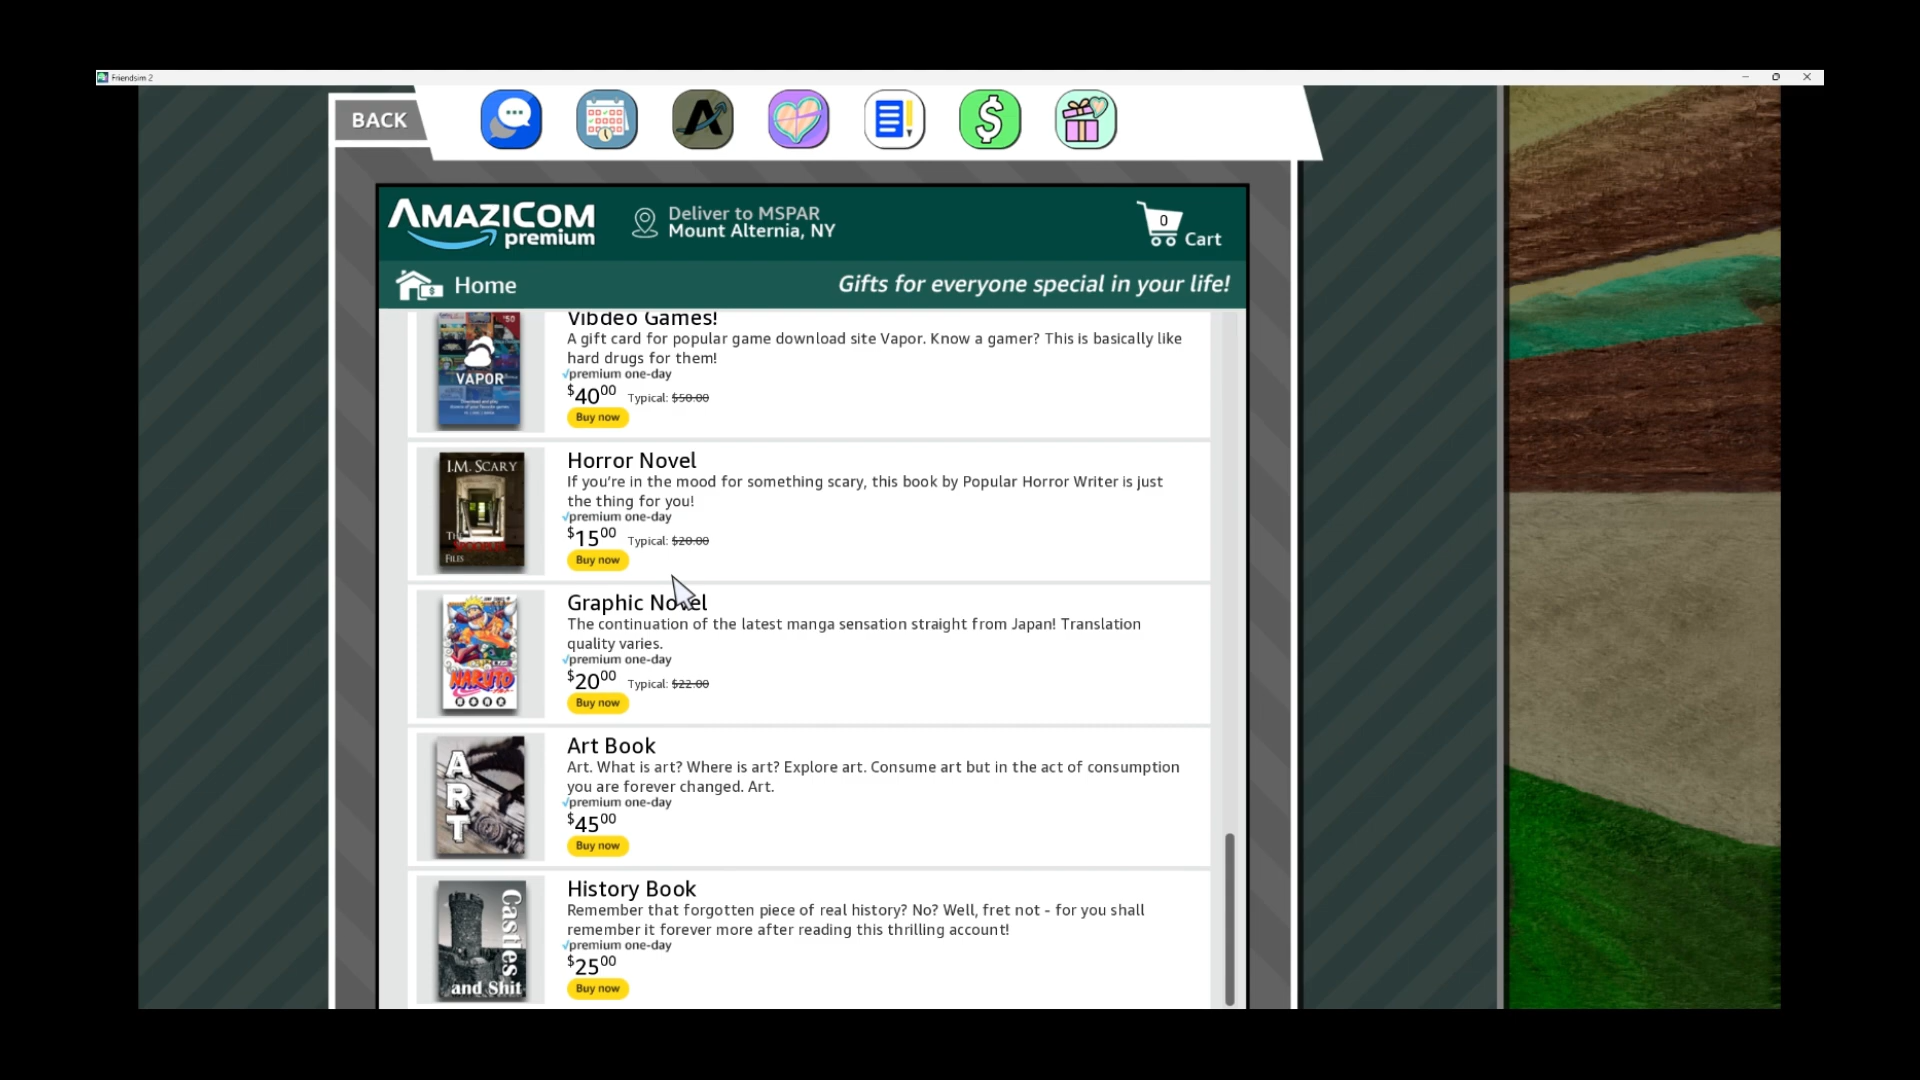 Friendsim 2
BACK
AMAZICOM
premium
Deliver to MSPAR
Mount Alternia, NY
0
Cart
Home
Gifts for everyone special in your life!
$50
VAPOR
Vibdeo Games!
A gift card for popular game download site Vapor. Know a gamer? This is basically like
hard drugs for them!
√premium one-day
$4000 Typical: $50.00
Buy now
I.M. SCARY
FILES
Horror Novel
If you're in the mood for something scary, this book by Popular Horror Writer is just
the thing for you!
√premium one-day
$1500 Typical: $20.00
Buy now
NARUTO
Graphic Novel
The continuation of the latest manga sensation straight from Japan! Translation
quality varies.
√premium one-day
$2000 Typical: $22.00
Buy now
ART
Art Book
Art. What is art? Where is art? Explore art. Consume art but in the act of consumption
you are forever changed. Art.
√premium one-day
$4500
Buy now
Castles
and Shit
History Book
Remember that forgotten piece of real history? No? Well, fret not - for you shall
remember it forever more after reading this thrilling account!
√premium one-day
$2500
Buy now